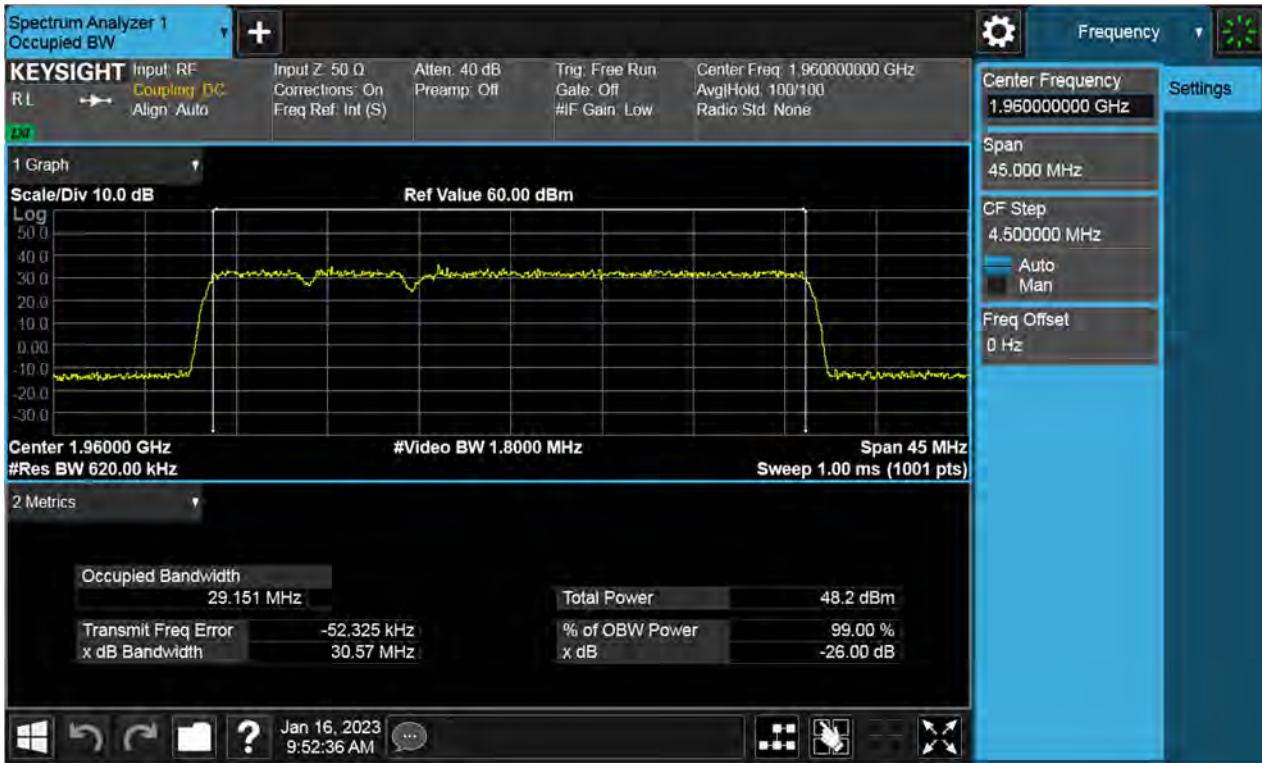 Spectrum Analyzer 1
Occupied BW
+
Frequency
KEYSIGHT
RL
LXI
Input: RF
Coupling: DC
Align: Auto
Input Z: 50 Ω
Corrections: On
Freq Ref: Int (S)
Atten: 40 dB
Preamp: Off
Trig: Free Run
Gate: Off
#IF Gain: Low
Center Freq: 1.960000000 GHz
Avg|Hold: 100/100
Radio Std: None
Center Frequency
1.960000000 GHz
Settings
Span
45.000 MHz
CF Step
4.500000 MHz
Auto
Man
Freq Offset
0 Hz
1 Graph
Scale/Div 10.0 dB
Ref Value 60.00 dBm
Log
50.0
40.0
30.0
20.0
10.0
0.00
-10.0
-20.0
-30.0
Center 1.96000 GHz
#Video BW 1.8000 MHz
Span 45 MHz
#Res BW 620.00 kHz
Sweep 1.00 ms (1001 pts)
2 Metrics
Occupied Bandwidth
29.151 MHz
Total Power 48.2 dBm
Transmit Freq Error -52.325 kHz
% of OBW Power 99.00 %
x dB Bandwidth 30.57 MHz
x dB -26.00 dB
?
Jan 16, 2023
9:52:36 AM